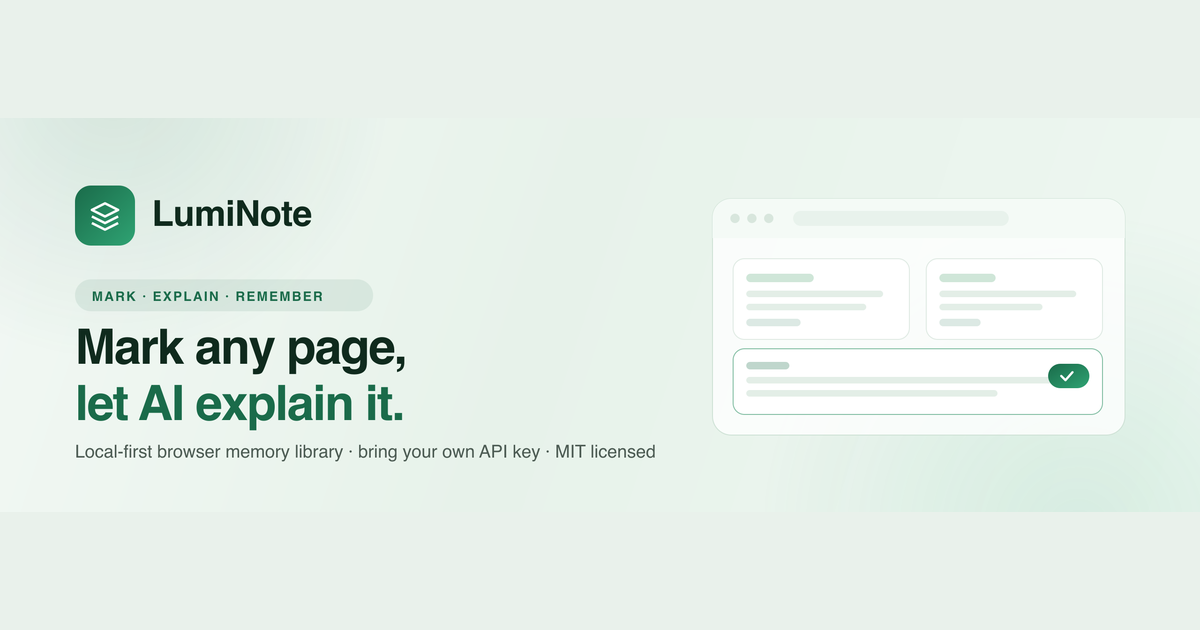 LumiNote
MARK · EXPLAIN · REMEMBER
Mark any page,
let AI explain it.
Local-first browser memory library · bring your own API key · MIT licensed